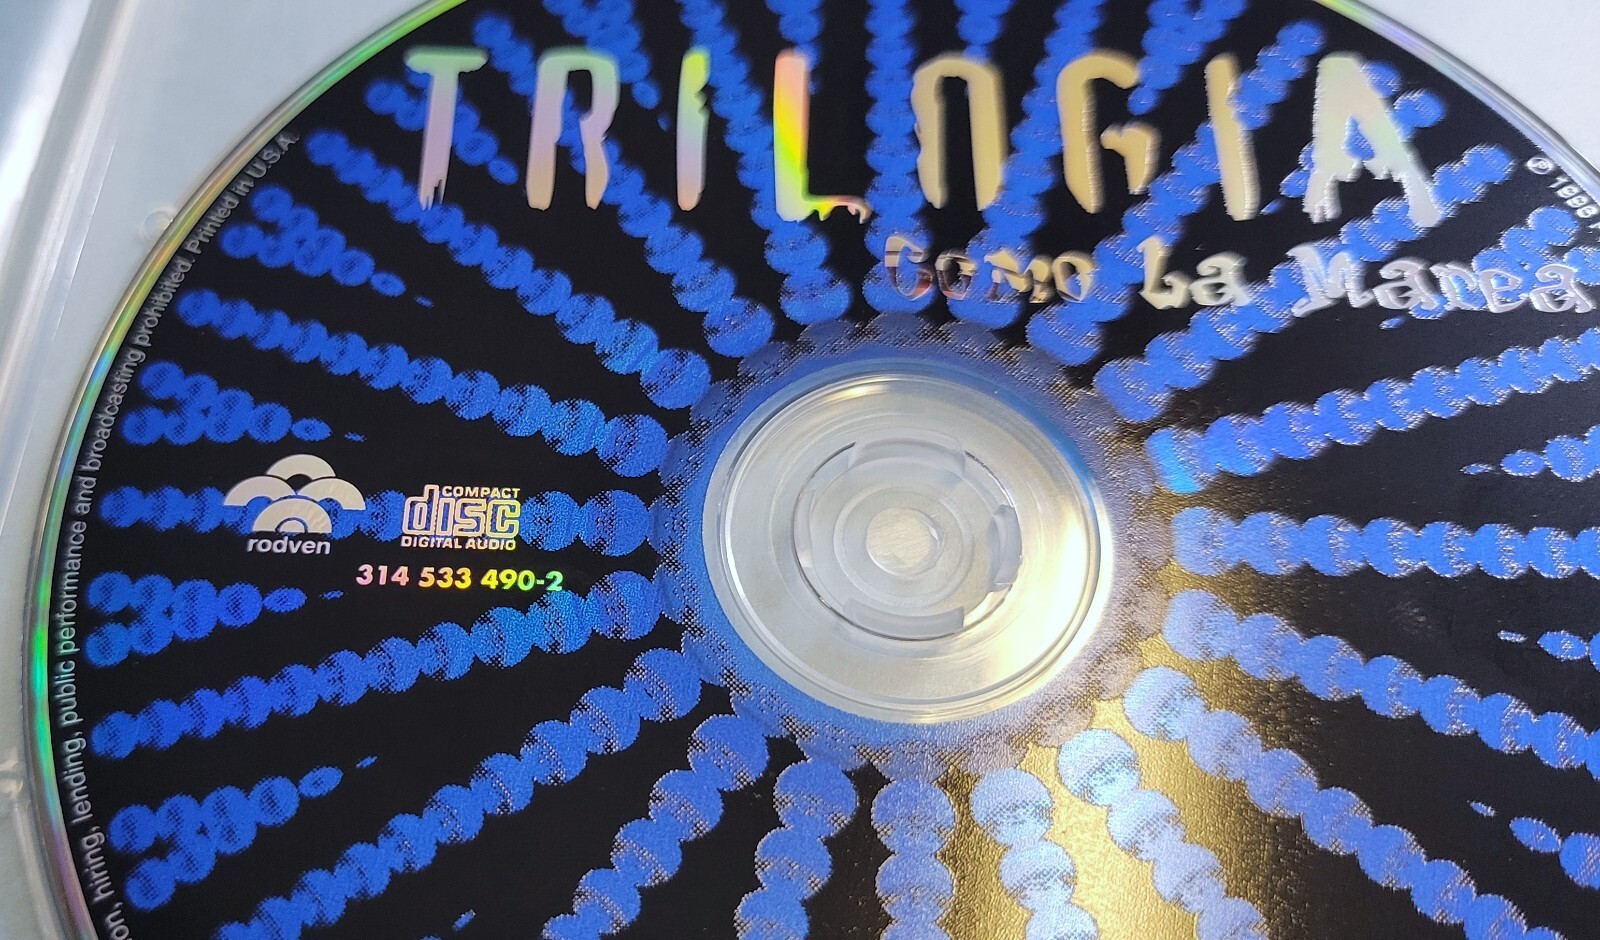 TRILOGIA
Como La Marea
rodven
COMPACT
disc
DIGITAL AUDIO
314 533 490-2
hiring, lending, public performance and broadcasting prohibited. Printed in U.S.A.
℗